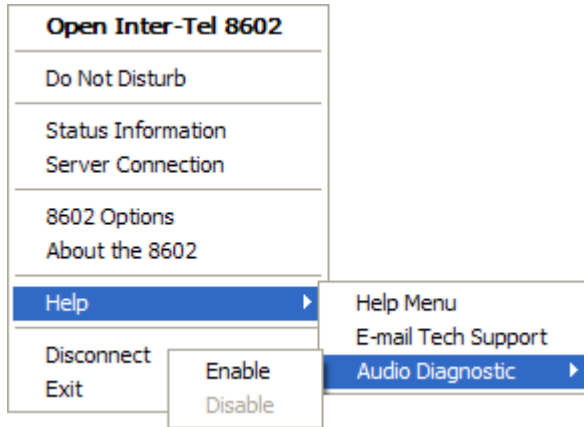 Open Inter-Tel 8602
Do Not Disturb
Status Information
Server Connection
8602 Options
About the 8602
Help
Help Menu
E-mail Tech Support
Audio Diagnostic
Disconnect
Exit
Enable
Disable